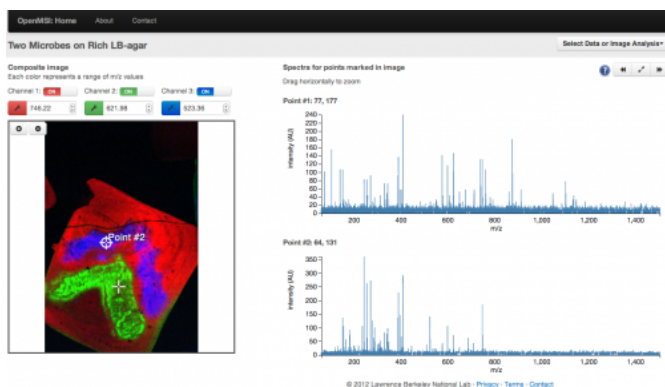 OpenMSI: Home About Contact
Two Microbes on Rich LB-agar
Select Data or Image Analysis
Composite image
Each color represents a range of m/z values
Channel 1: ON Channel 2: ON Channel 3: ON
746.22 621.98 523.36
Point #2
Spectra for points marked in image
Drag horizontally to zoom
Point #1: 77, 177
240
220
200
180
160
140
120
100
80
60
40
20
0
Intensity (AU)
200 400 600 800 1,000 1,200 1,400
m/z
Point #2: 64, 131
350
300
250
200
150
100
50
0
Intensity (AU)
200 400 600 800 1,000 1,200 1,400
m/z
© 2012 Lawrence Berkeley National Lab - Privacy - Terms - Contact